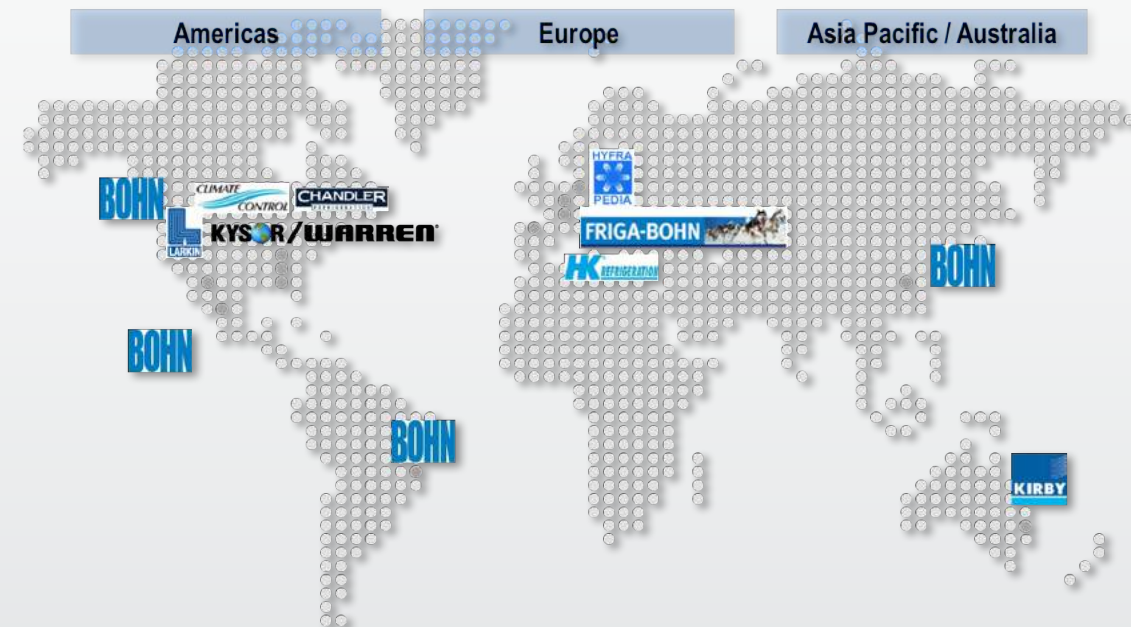 Americas
Europe
Asia Pacific / Australia
HYFRA
PEDIA
BOHN
CLIMATE
CONTROL
CHANDLER
REFRIGERATION
LARKIN
KYSOR/WARREN
FRIGA-BOHN
HK REFRIGERATION
BOHN
BOHN
BOHN
KIRBY